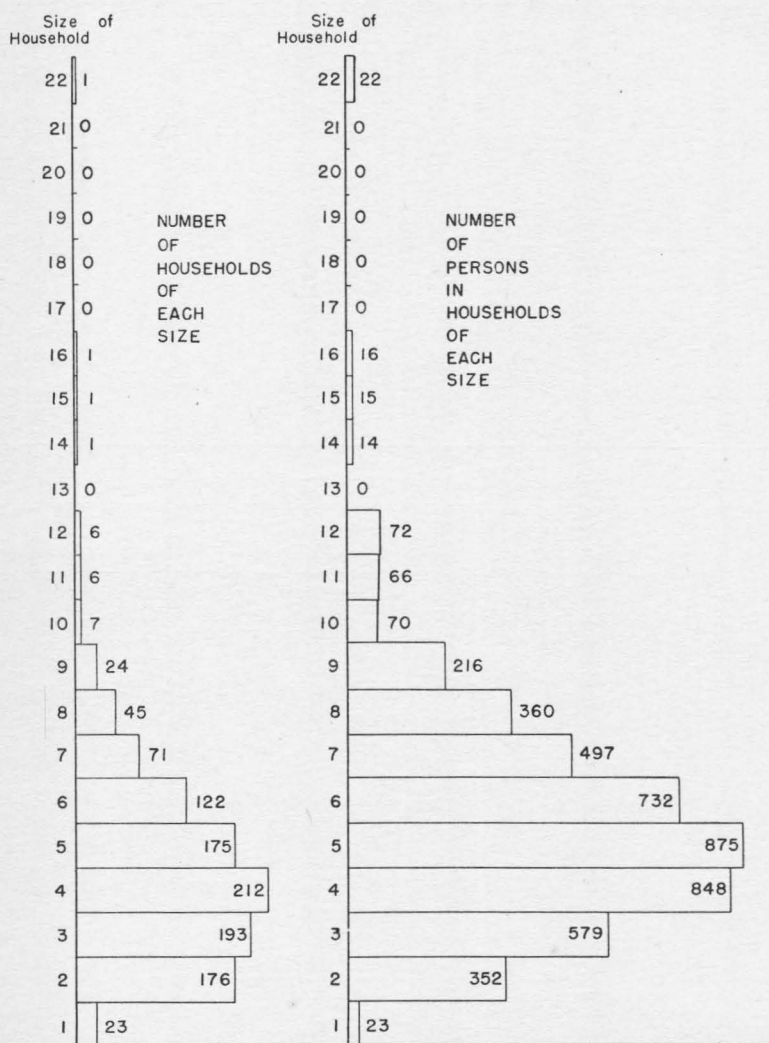 Size of
Household
22 1
21 0
20 0
19 0
18 0
17 0
16 1
15 1
14 1
13 0
12 6
11 6
10 7
9 24
8 45
7 71
6 122
5 175
4 212
3 193
2 176
1 23
NUMBER
OF
HOUSEHOLDS
OF
EACH
SIZE
Size of
Household
22 22
21 0
20 0
19 0
18 0
17 0
16 16
15 15
14 14
13 0
12 72
11 66
10 70
9 216
8 360
7 497
6 732
5 875
4 848
3 579
2 352
1 23
NUMBER
OF
PERSONS
IN
HOUSEHOLDS
OF
EACH
SIZE